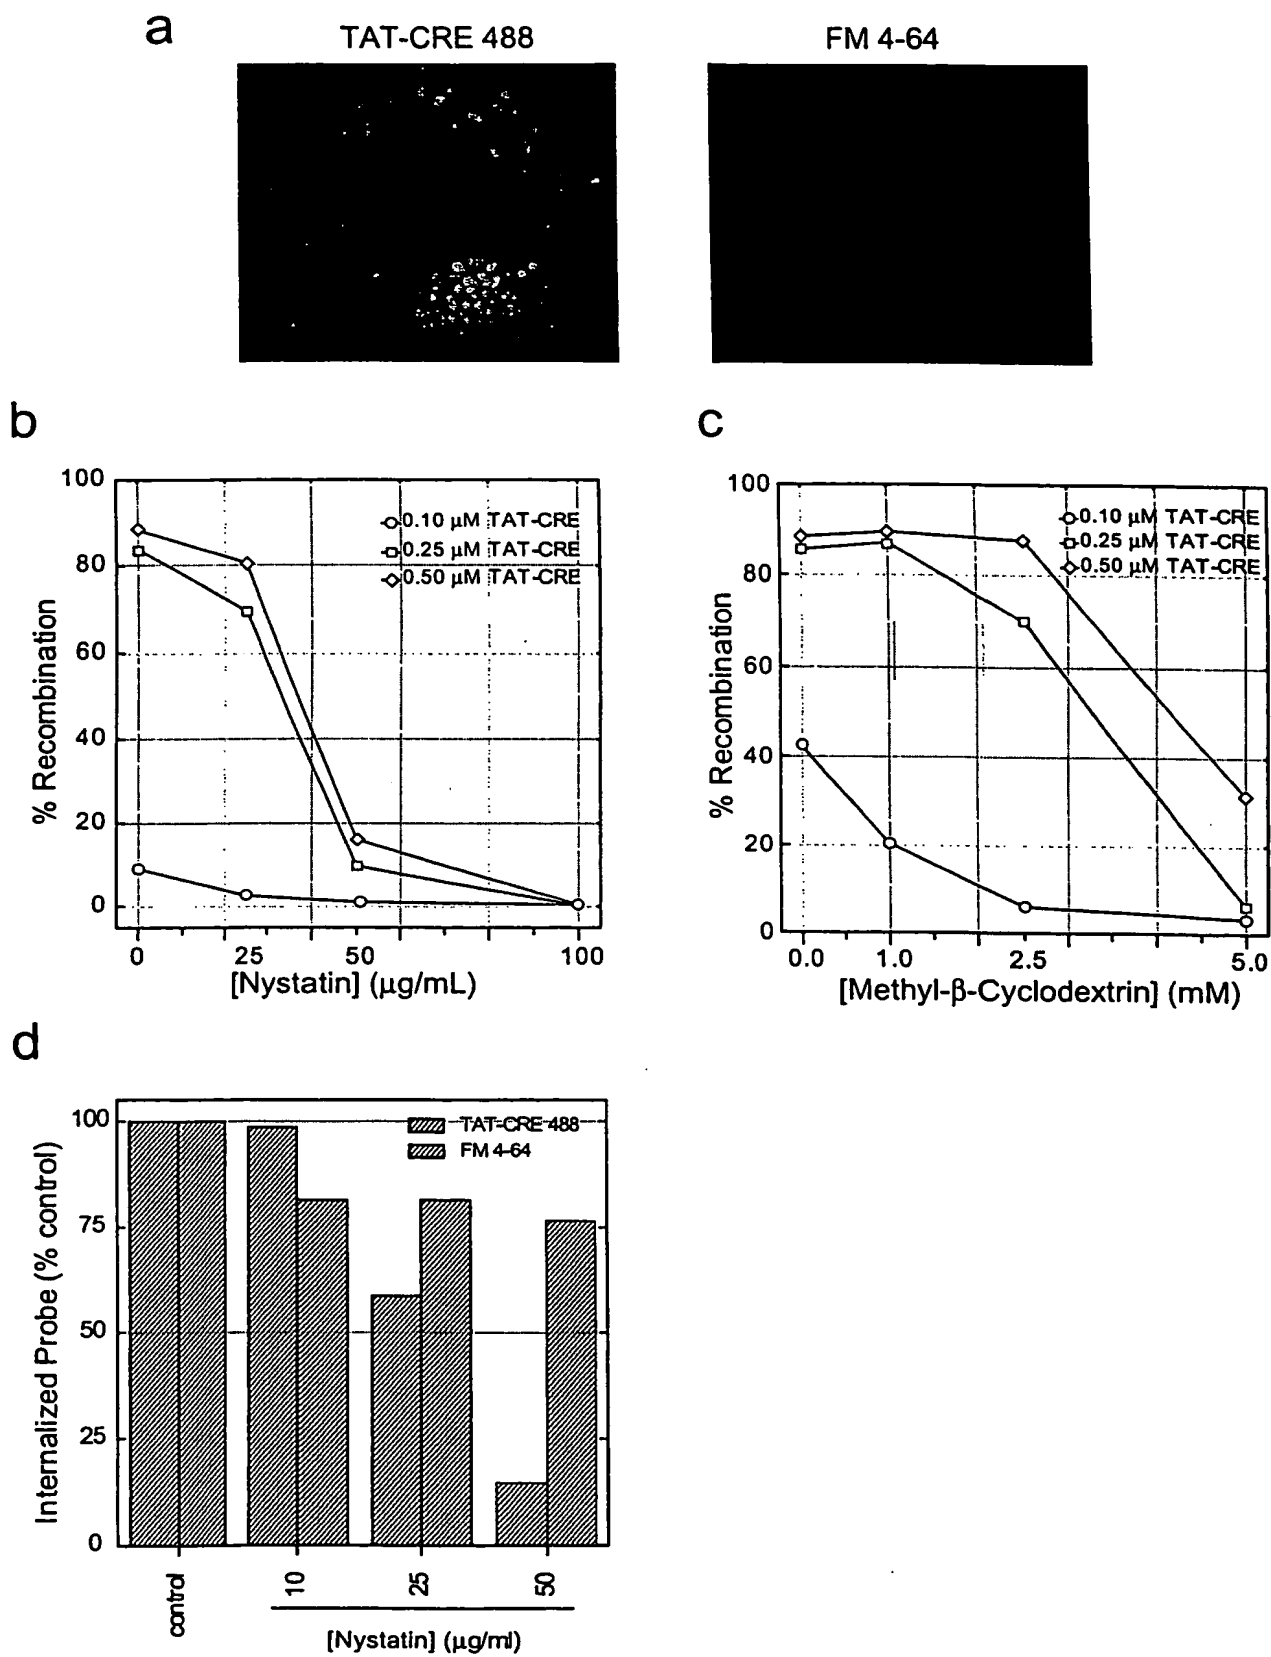 a
TAT-CRE 488
FM 4-64
b
100
80
60
40
20
0
% Recombination
0.10 µM TAT-CRE
0.25 µM TAT-CRE
0.50 µM TAT-CRE
0 25 50 100
[Nystatin] (µg/mL)
c
100
80
60
40
20
0
% Recombination
0.10 µM TAT-CRE
0.25 µM TAT-CRE
0.50 µM TAT-CRE
0.0 1.0 2.5 5.0
[Methyl-β-Cyclodextrin] (mM)
d
100
75
50
25
0
Internalized Probe (% control)
TAT-CRE 488
FM 4-64
control 10 25 50
[Nystatin] (µg/ml)